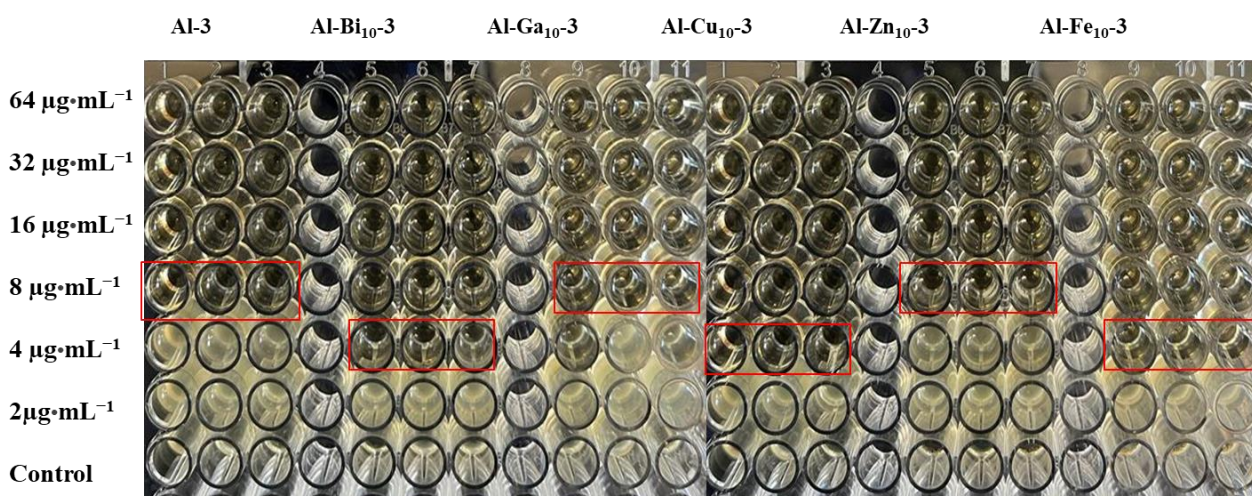 Al-3 Al-Bi₁₀-3 Al-Ga₁₀-3 Al-Cu₁₀-3 Al-Zn₁₀-3 Al-Fe₁₀-3
1 2 3 4 5 6 7 8 9 10 11 1 2 3 4 5 6 7 8 9 10 11
64 μg•mL⁻¹
32 μg•mL⁻¹
16 μg•mL⁻¹
8 μg•mL⁻¹
4 μg•mL⁻¹
2μg•mL⁻¹
Control